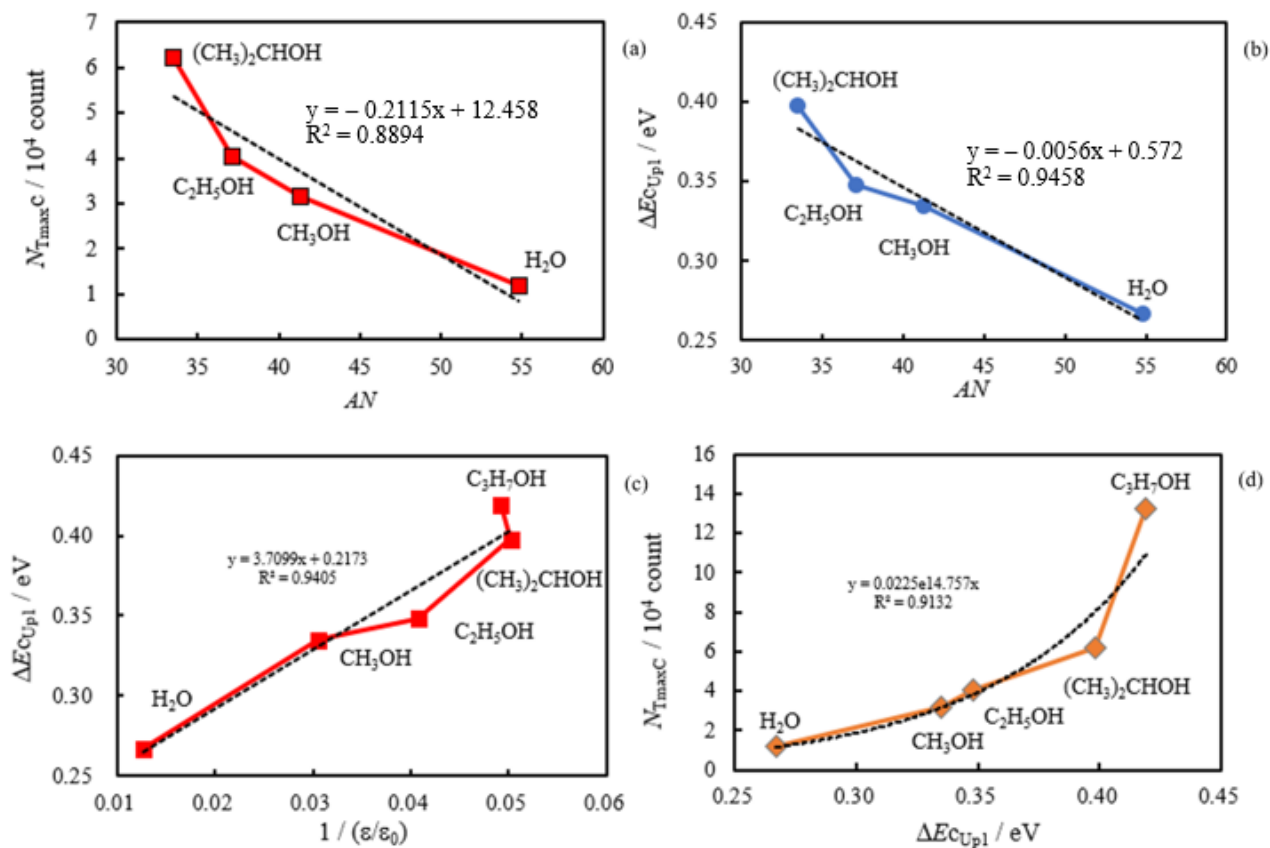 (a)
N_Tmaxc / 10⁴ count
7
6
5
4
3
2
1
0
(CH₃)₂CHOH
y = – 0.2115x + 12.458
R² = 0.8894
C₂H₅OH
CH₃OH
H₂O
30 35 40 45 50 55 60
AN
(b)
ΔEc_Up1 / eV
0.45
0.40
0.35
0.30
0.25
(CH₃)₂CHOH
y = – 0.0056x + 0.572
R² = 0.9458
C₂H₅OH
CH₃OH
H₂O
30 35 40 45 50 55 60
AN
(c)
ΔEc_Up1 / eV
0.45
0.40
0.35
0.30
0.25
C₃H₇OH
y = 3.7099x + 0.2173
R² = 0.9405
(CH₃)₂CHOH
C₂H₅OH
CH₃OH
H₂O
0.01 0.02 0.03 0.04 0.05 0.06
1 / (ε/ε₀)
(d)
N_TmaxC / 10⁴ count
16
14
12
10
8
6
4
2
0
C₃H₇OH
y = 0.0225e14.757x
R² = 0.9132
(CH₃)₂CHOH
C₂H₅OH
H₂O
CH₃OH
0.25 0.30 0.35 0.40 0.45
ΔEc_Up1 / eV